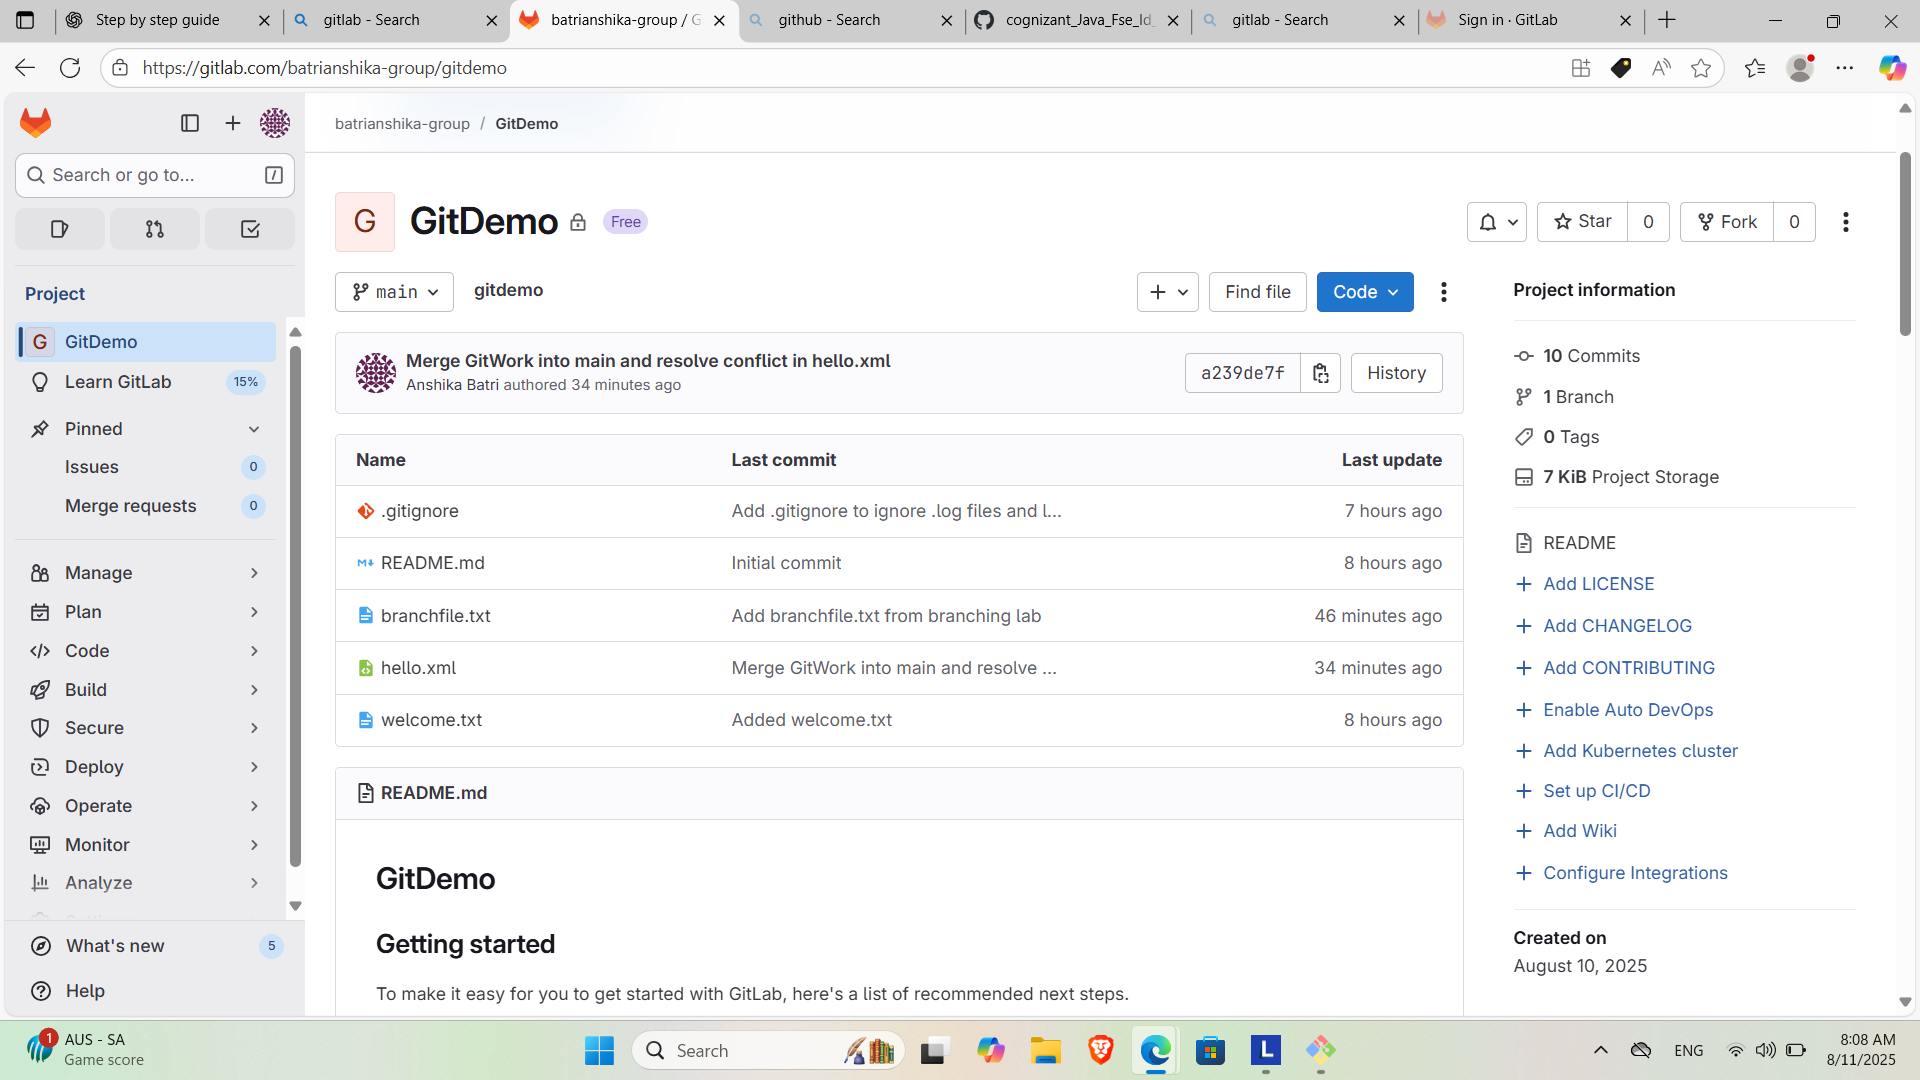 Step by step guide
gitlab - Search
batrianshika-group / G
github - Search
cognizant_Java_Fse_Id_
gitlab - Search
Sign in · GitLab
https://gitlab.com/batrianshika-group/gitdemo
batrianshika-group / GitDemo
Search or go to...
/
Project
G GitDemo
Learn GitLab 15%
Pinned
Issues 0
Merge requests 0
Manage
Plan
Code
Build
Secure
Deploy
Operate
Monitor
Analyze
What's new 5
Help
G GitDemo Free
Star 0
Fork 0
main
gitdemo
Find file
Code
Merge GitWork into main and resolve conflict in hello.xml
Anshika Batri authored 34 minutes ago
a239de7f
History
Name Last commit Last update
.gitignore Add .gitignore to ignore .log files and l... 7 hours ago
README.md Initial commit 8 hours ago
branchfile.txt Add branchfile.txt from branching lab 46 minutes ago
hello.xml Merge GitWork into main and resolve ... 34 minutes ago
welcome.txt Added welcome.txt 8 hours ago
README.md
GitDemo
Getting started
To make it easy for you to get started with GitLab, here's a list of recommended next steps.
Project information
10 Commits
1 Branch
0 Tags
7 KiB Project Storage
README
Add LICENSE
Add CHANGELOG
Add CONTRIBUTING
Enable Auto DevOps
Add Kubernetes cluster
Set up CI/CD
Add Wiki
Configure Integrations
Created on
August 10, 2025
1
AUS - SA
Game score
Search
L
ENG
8:08 AM
8/11/2025